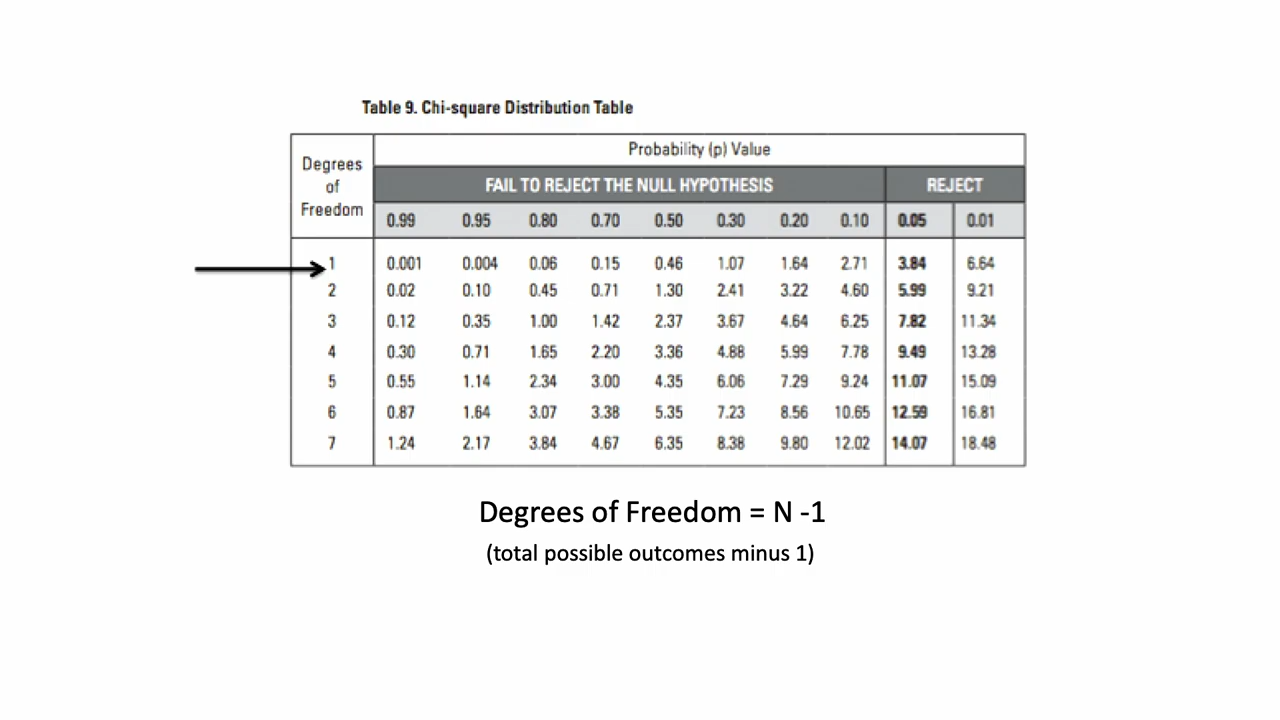 Table 9. Chi-square Distribution Table
Degrees of Freedom
Probability (p) Value
FAIL TO REJECT THE NULL HYPOTHESIS REJECT
0.99 0.95 0.80 0.70 0.50 0.30 0.20 0.10 0.05 0.01
1 0.001 0.004 0.06 0.15 0.46 1.07 1.64 2.71 3.84 6.64
2 0.02 0.10 0.45 0.71 1.30 2.41 3.22 4.60 5.99 9.21
3 0.12 0.35 1.00 1.42 2.37 3.67 4.64 6.25 7.82 11.34
4 0.30 0.71 1.65 2.20 3.36 4.88 5.99 7.78 9.49 13.28
5 0.55 1.14 2.34 3.00 4.35 6.06 7.29 9.24 11.07 15.09
6 0.87 1.64 3.07 3.38 5.35 7.23 8.56 10.65 12.59 16.81
7 1.24 2.17 3.84 4.67 6.35 8.38 9.80 12.02 14.07 18.48
Degrees of Freedom = N -1
(total possible outcomes minus 1)